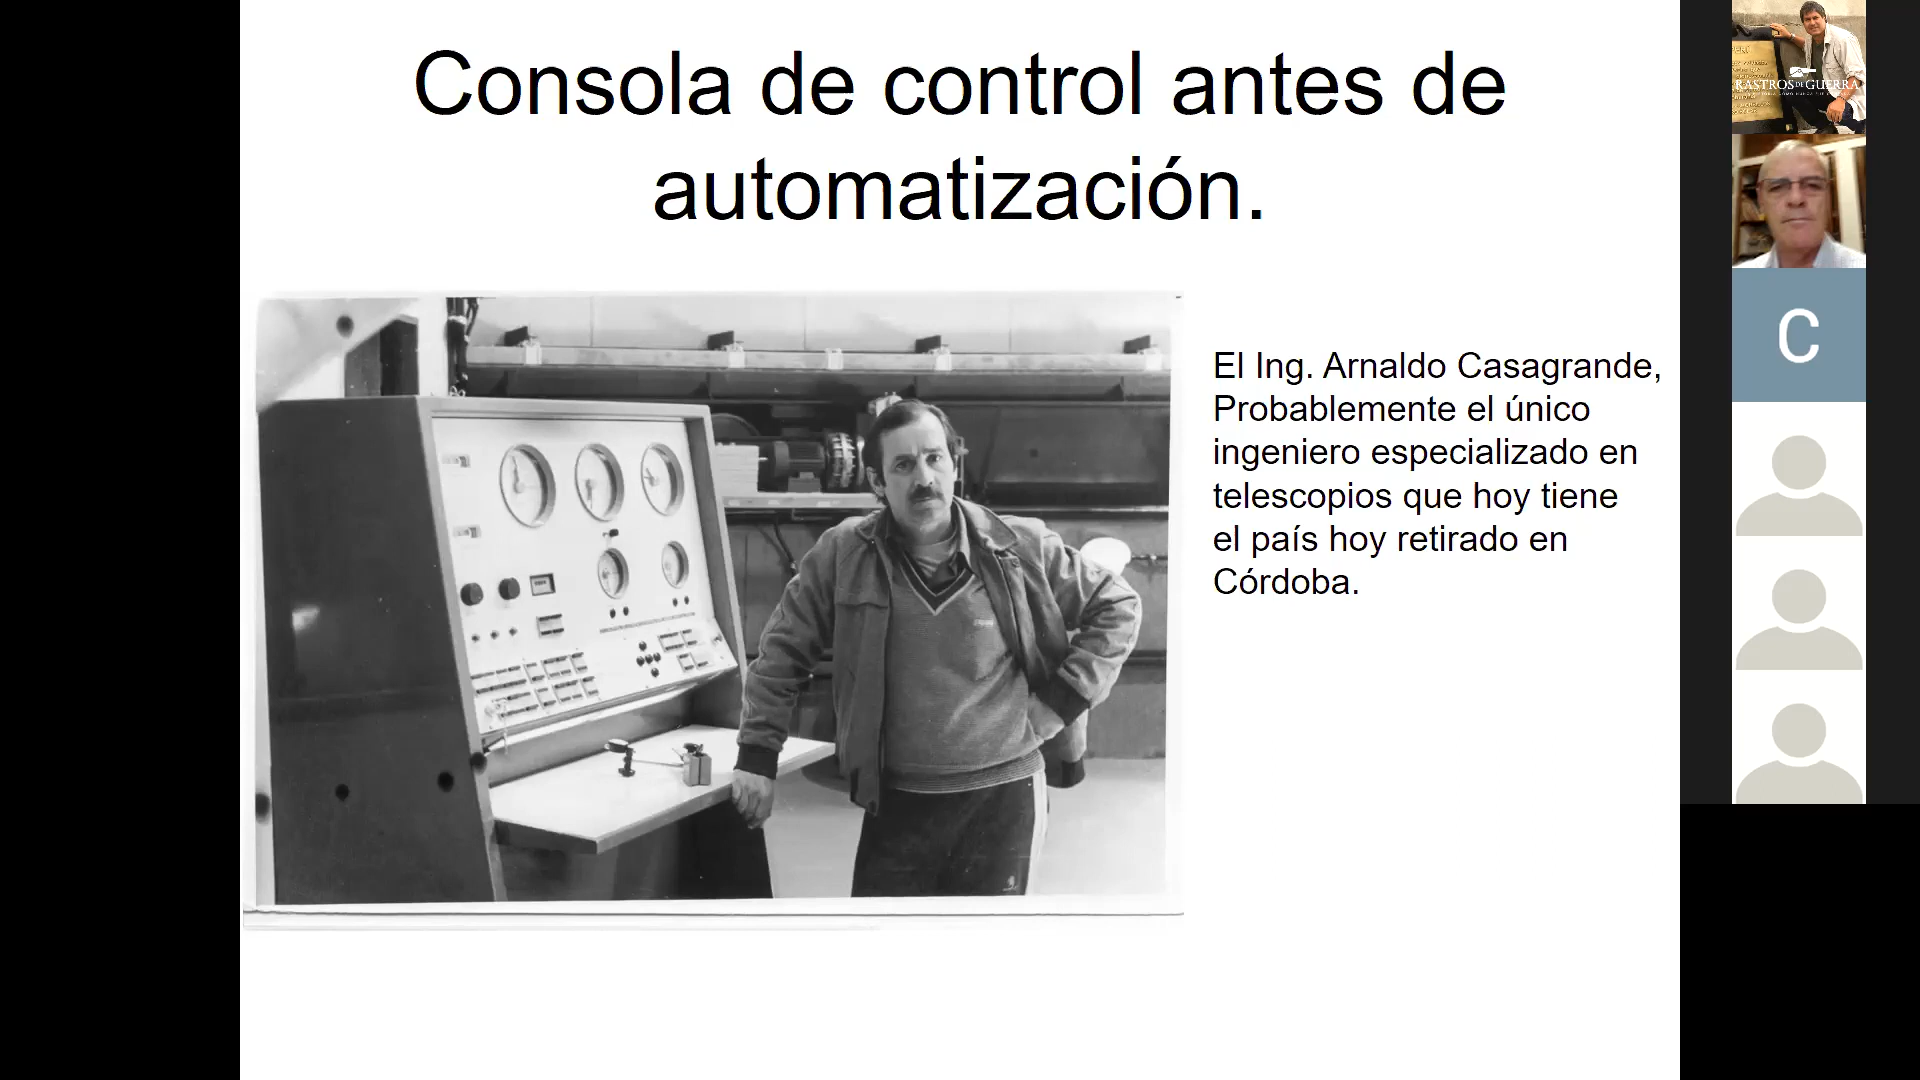 Consola de control antes de
automatización.
El Ing. Arnaldo Casagrande,
Probablemente el único
ingeniero especializado en
telescopios que hoy tiene
el país hoy retirado en
Córdoba.
RASTROS DE GUERRA
C